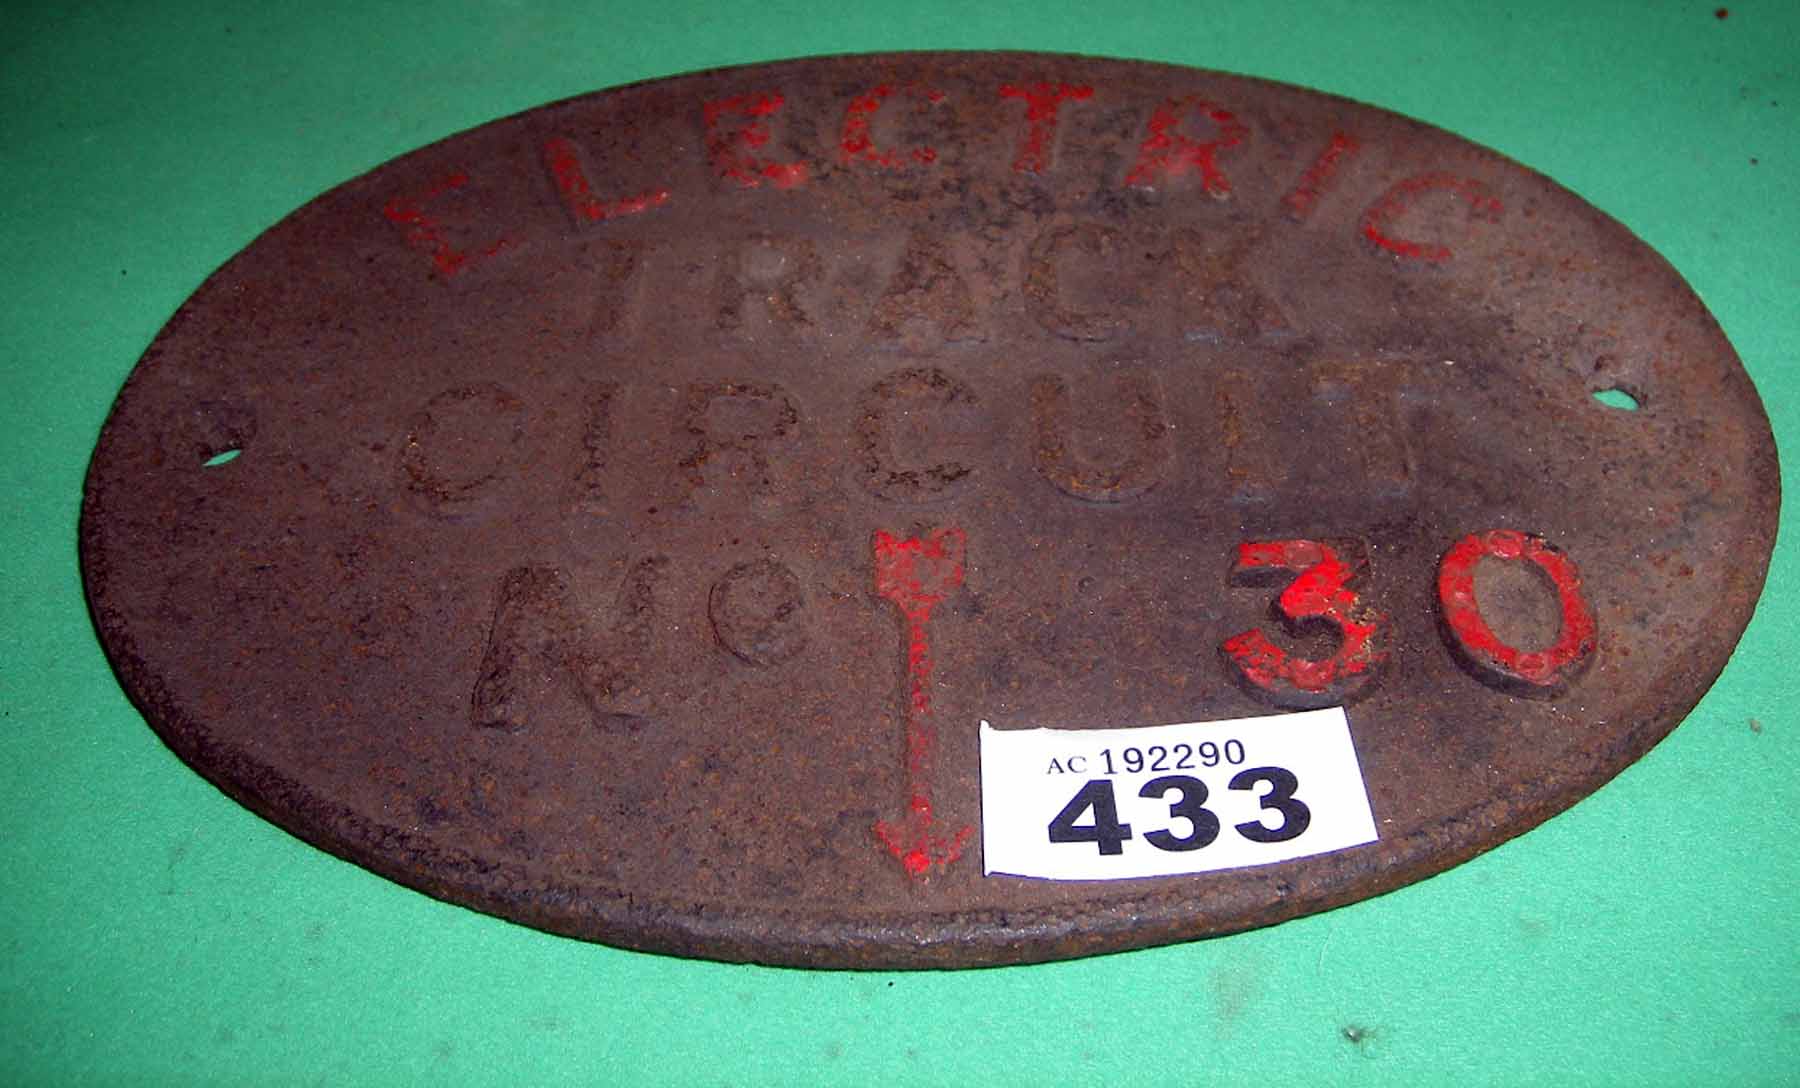 ELECTRIC
TRACK
CIRCUIT
Nº 30
AC 192290
433